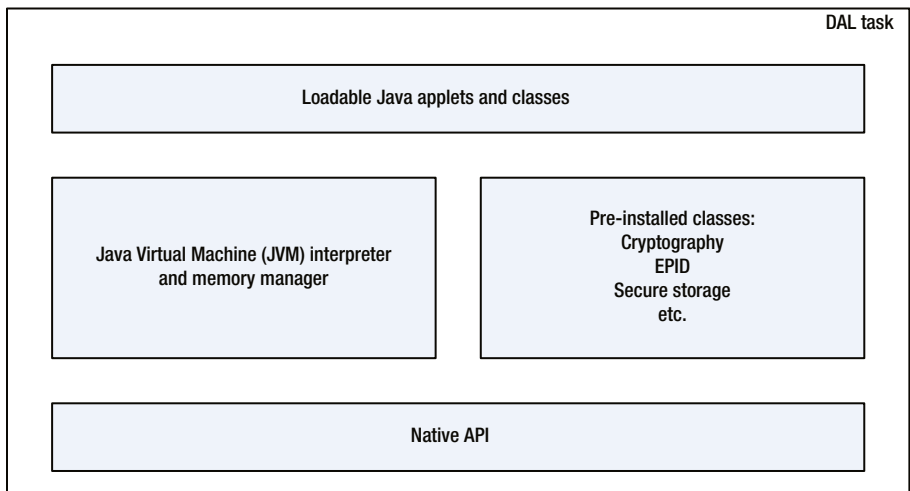 DAL task
Loadable Java applets and classes
Java Virtual Machine (JVM) interpreter
and memory manager
Pre-installed classes:
Cryptography
EPID
Secure storage
etc.
Native API